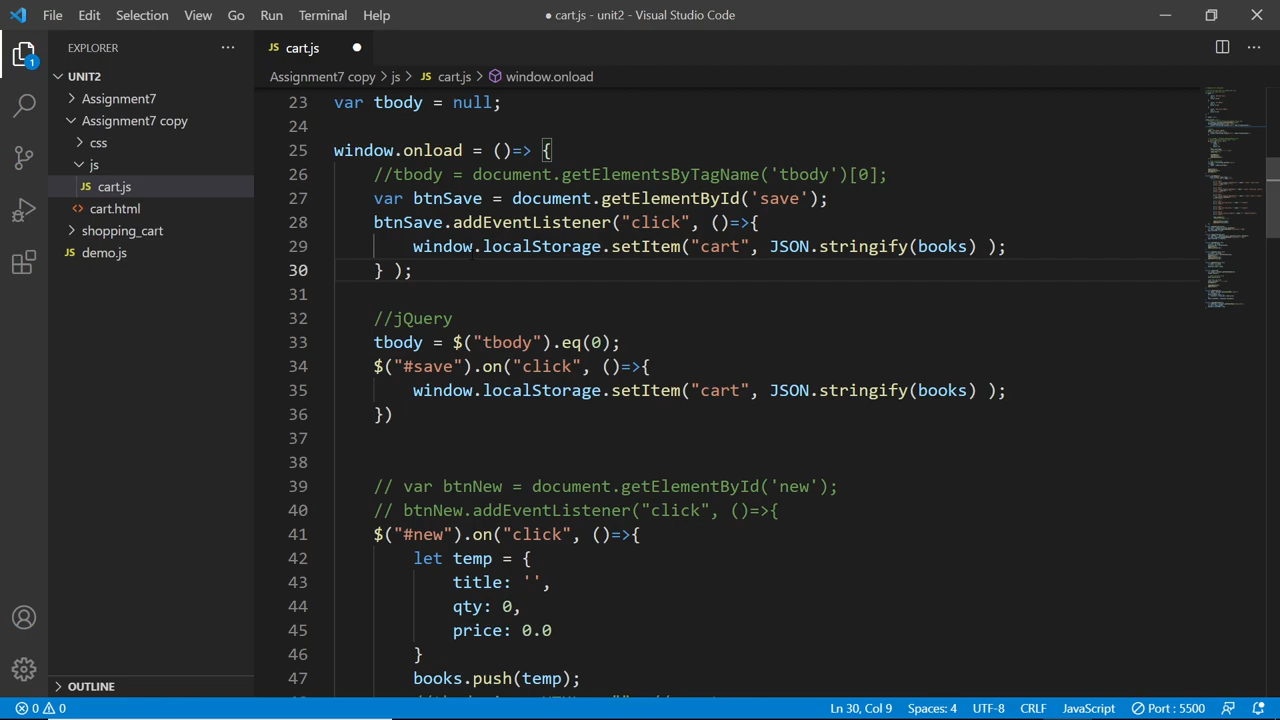 File Edit Selection View Go Run Terminal Help ● cart.js - unit2 - Visual Studio Code
EXPLORER ···
JS cart.js
1
UNIT2
Assignment7
Assignment7 copy
css
js
JS cart.js
<> cart.html
shopping_cart
JS demo.js
OUTLINE
Assignment7 copy > js > JS cart.js > window.onload
23 var tbody = null;
24
25 window.onload = ()=> {
26 //tbody = document.getElementsByTagName('tbody')[0];
27 var btnSave = document.getElementById('save');
28 btnSave.addEventListener("click", ()=>{
29 window.localStorage.setItem("cart", JSON.stringify(books) );
30 } );
31
32 //jQuery
33 tbody = $("tbody").eq(0);
34 $("#save").on("click", ()=>{
35 window.localStorage.setItem("cart", JSON.stringify(books) );
36 })
37
38
39 // var btnNew = document.getElementById('new');
40 // btnNew.addEventListener("click", ()=>{
41 $("#new").on("click", ()=>{
42 let temp = {
43 title: '',
44 qty: 0,
45 price: 0.0
46 }
47 books.push(temp);
0 0 Ln 30, Col 9 Spaces: 4 UTF-8 CRLF JavaScript Port : 5500